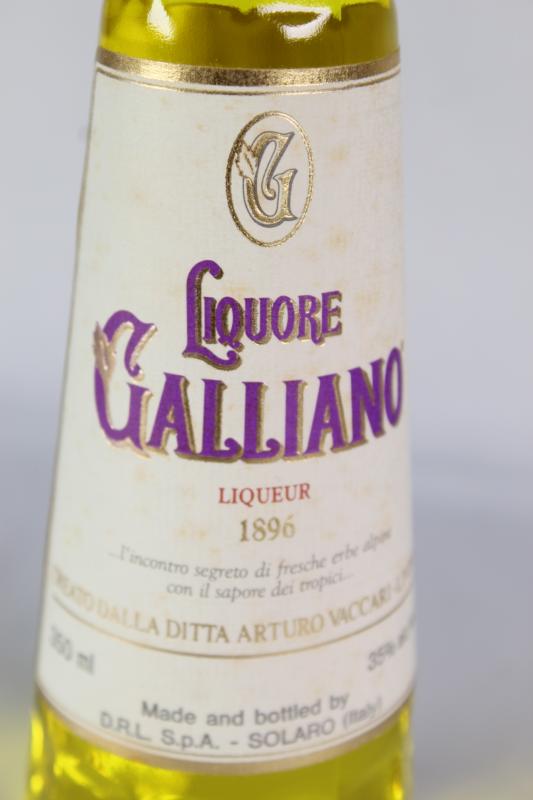 G
LIQUORE
GALLIANO
LIQUEUR
1896
...l'incontro segreto di fresche erbe alpine
con il sapore dei tropici...
CREATO DALLA DITTA ARTURO VACCARI
350 ml 35%
Made and bottled by
D.R.L. S.p.A. - SOLARO (Italy)